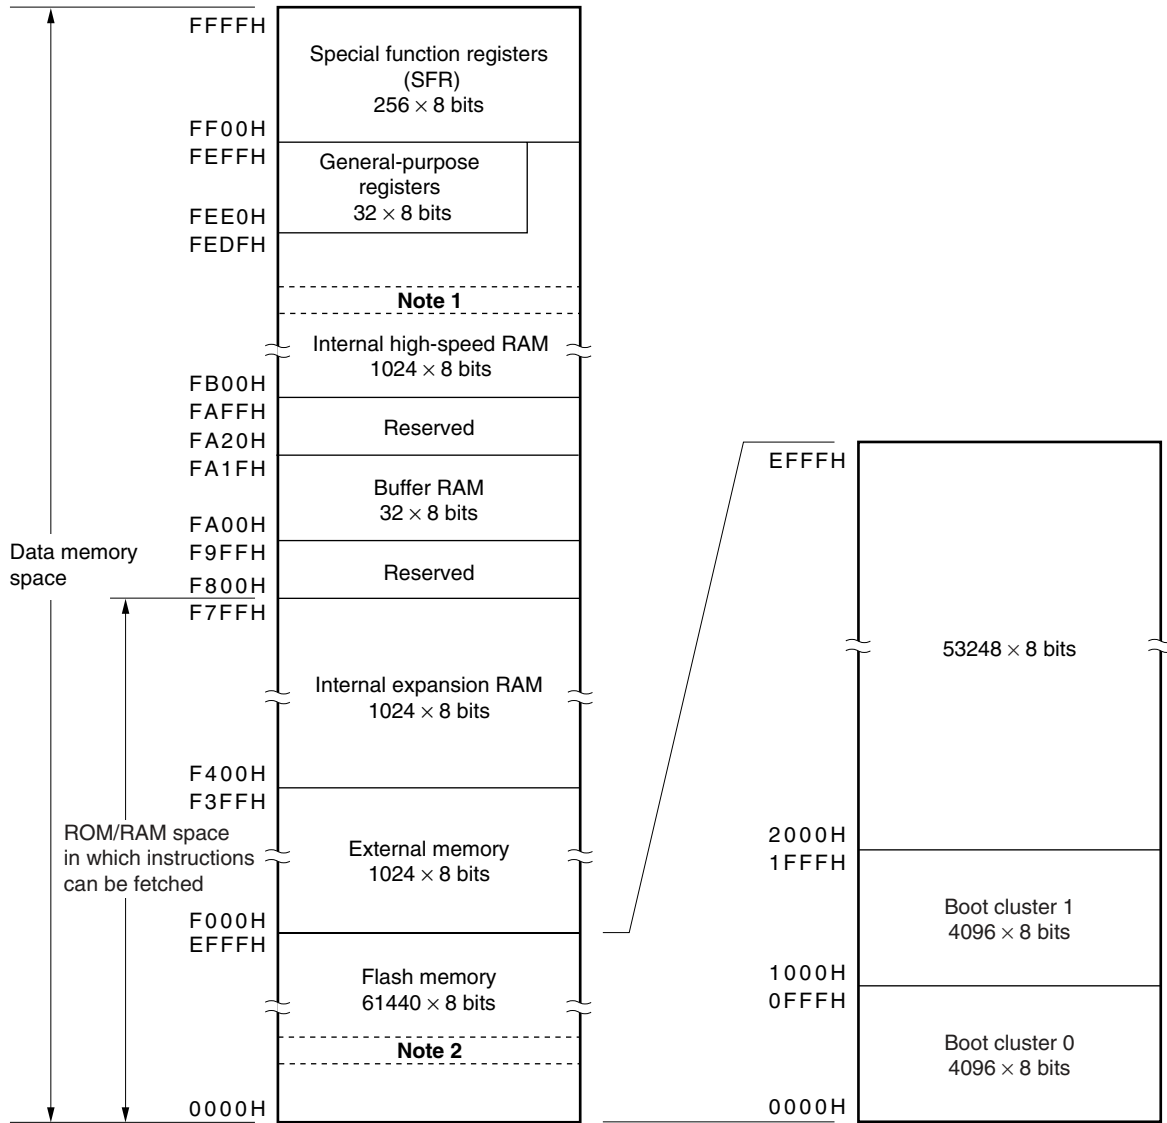 FFFFH
Special function registers
(SFR)
256 × 8 bits
FF00H
FEFFH
General-purpose
registers
32 × 8 bits
FEE0H
FEDFH
Note 1
Internal high-speed RAM
1024 × 8 bits
FB00H
FAFFH
Reserved
FA20H
FA1FH
Buffer RAM
32 × 8 bits
FA00H
F9FFH
Reserved
F800H
F7FFH
Data memory
space
Internal expansion RAM
1024 × 8 bits
F400H
F3FFH
ROM/RAM space
in which instructions
can be fetched
External memory
1024 × 8 bits
F000H
EFFFH
Flash memory
61440 × 8 bits
Note 2
0000H
EFFFH
53248 × 8 bits
2000H
1FFFH
Boot cluster 1
4096 × 8 bits
1000H
0FFFH
Boot cluster 0
4096 × 8 bits
0000H